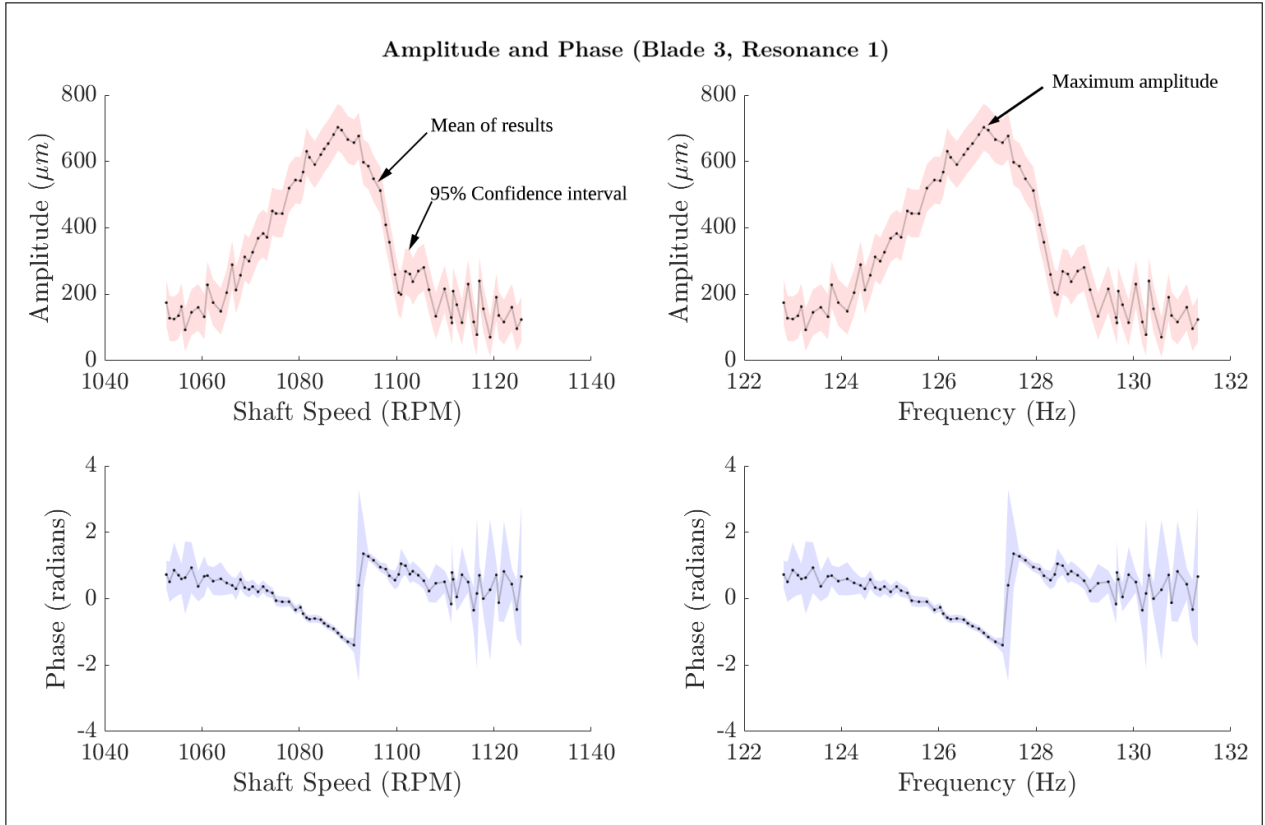 Amplitude and Phase (Blade 3, Resonance 1)
800
600
400
200
0
Amplitude (μm)
Mean of results
95% Confidence interval
1040 1060 1080 1100 1120 1140
Shaft Speed (RPM)
800
600
400
200
0
Amplitude (μm)
Maximum amplitude
122 124 126 128 130 132
Frequency (Hz)
4
2
0
-2
-4
Phase (radians)
1040 1060 1080 1100 1120 1140
Shaft Speed (RPM)
4
2
0
-2
-4
Phase (radians)
122 124 126 128 130 132
Frequency (Hz)